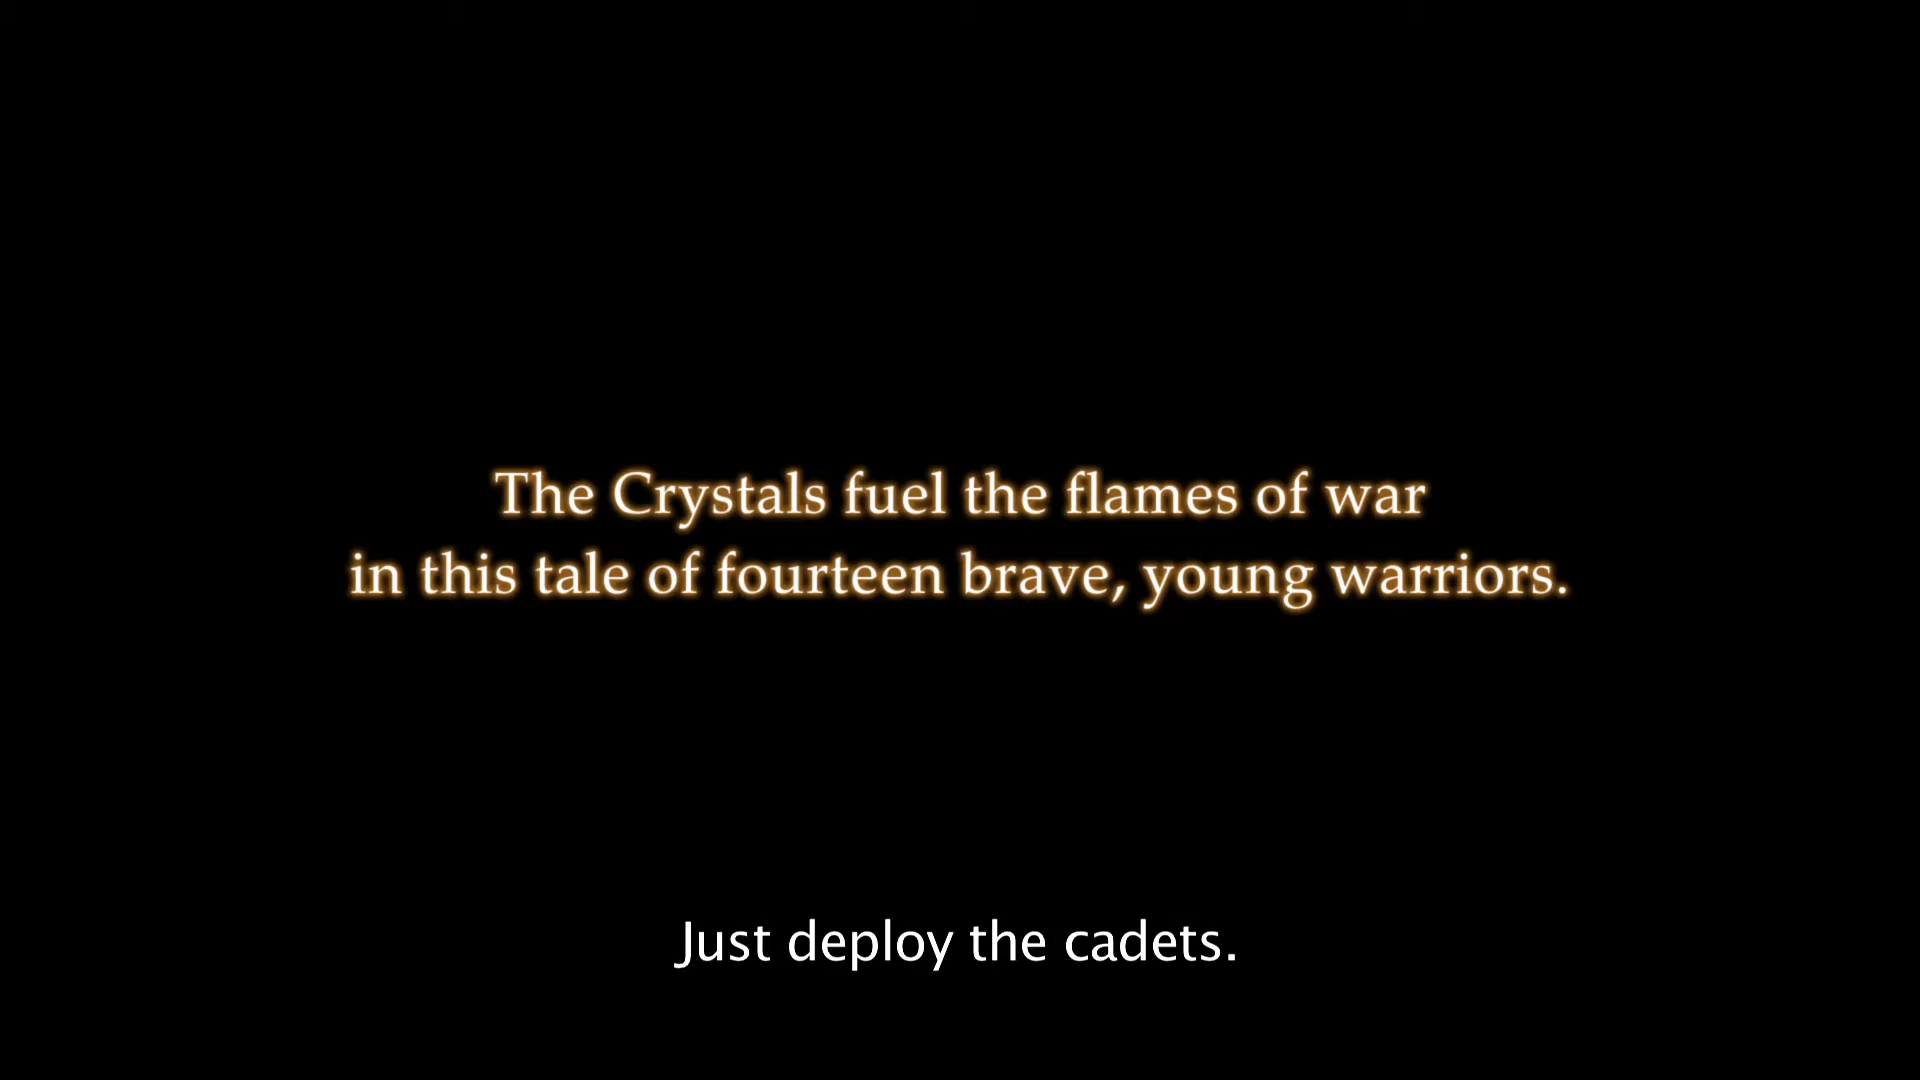 The Crystals fuel the flames of war
in this tale of fourteen brave, young warriors.
Just deploy the cadets.